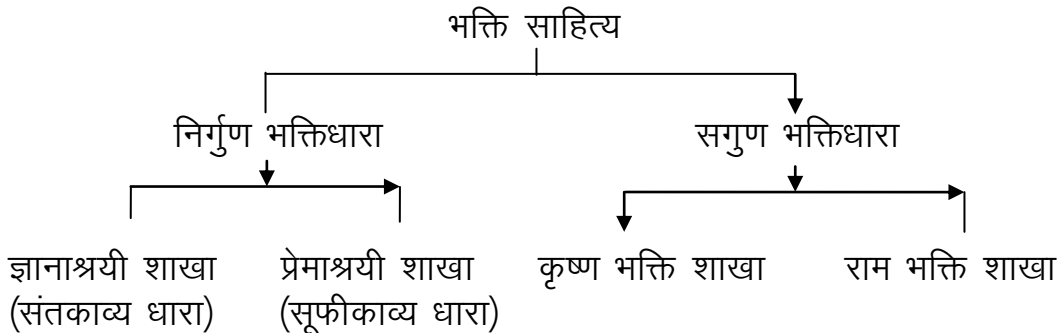 भक्ति साहित्य
निर्गुण भक्तिधारा
सगुण भक्तिधारा
ज्ञानाश्रयी शाखा
(संतकाव्य धारा)
प्रेमाश्रयी शाखा
(सूफीकाव्य धारा)
कृष्ण भक्ति शाखा
राम भक्ति शाखा